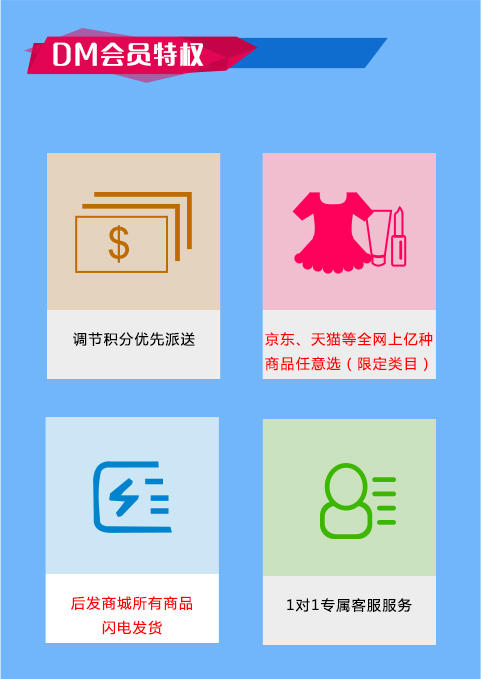 DM会员特权
$
调节积分优先派送
京东、天猫等全网上亿种
商品任意选（限定类目）
后发商城所有商品
闪电发货
1对1专属客服服务